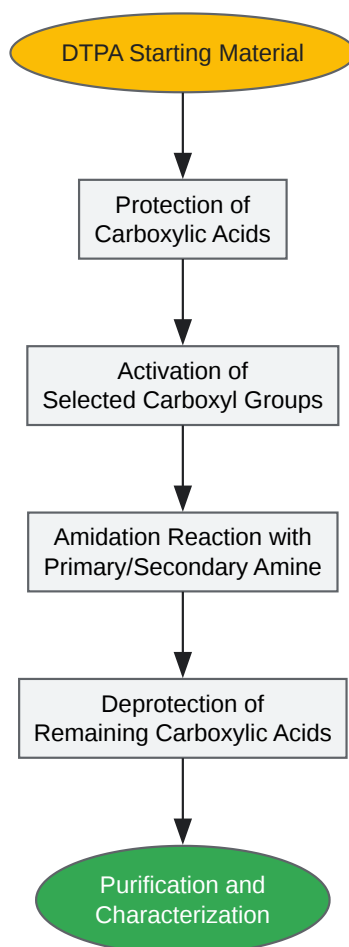 DTPA Starting Material
Protection of
Carboxylic Acids
Activation of
Selected Carboxyl Groups
Amidation Reaction with
Primary/Secondary Amine
Deprotection of
Remaining Carboxylic Acids
Purification and
Characterization